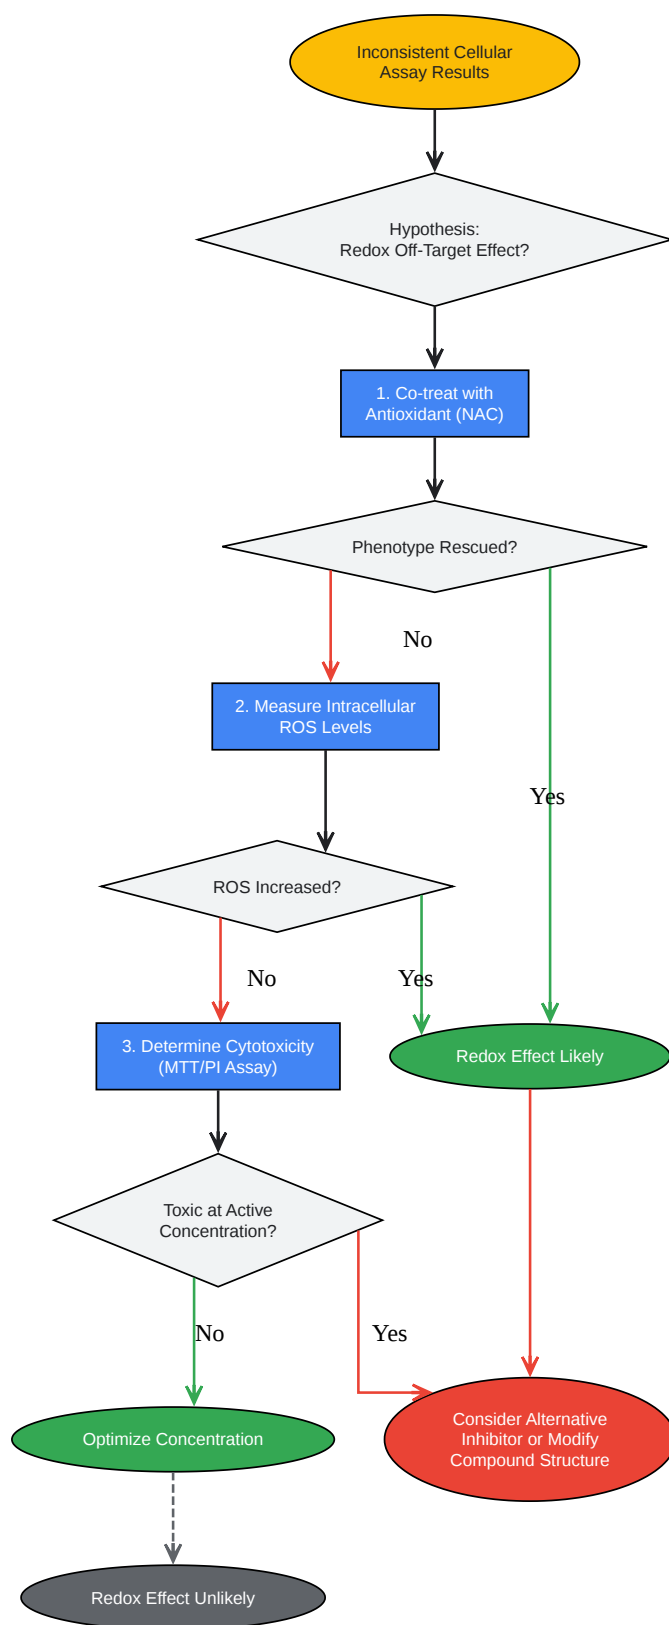 Inconsistent Cellular
Assay Results
Hypothesis:
Redox Off-Target Effect?
1. Co-treat with
Antioxidant (NAC)
Phenotype Rescued?
No
2. Measure Intracellular
ROS Levels
Yes
ROS Increased?
No
Yes
3. Determine Cytotoxicity
(MTT/PI Assay)
Redox Effect Likely
Toxic at Active
Concentration?
No
Yes
Optimize Concentration
Consider Alternative
Inhibitor or Modify
Compound Structure
Redox Effect Unlikely